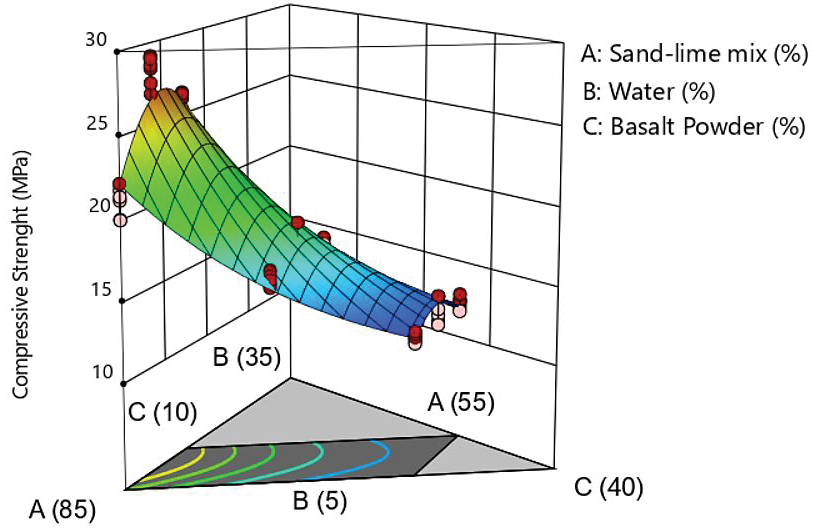 30
25
20
15
10
Compressive Strenght (MPa)
A: Sand-lime mix (%)
B: Water (%)
C: Basalt Powder (%)
B (35)
C (10)
A (55)
A (85)
B (5)
C (40)